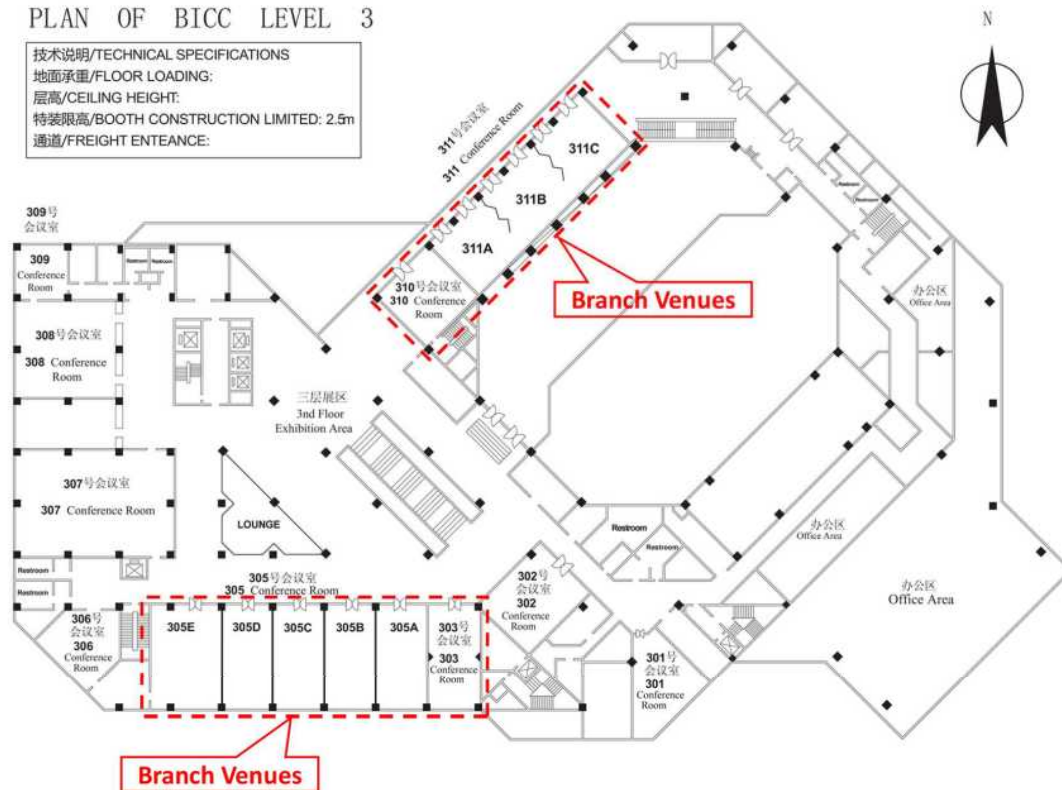 PLAN OF BICC LEVEL 3
技术说明/TECHNICAL SPECIFICATIONS
地面承重/FLOOR LOADING:
层高/CEILING HEIGHT:
特装限高/BOOTH CONSTRUCTION LIMITED: 2.5m
通道/FREIGHT ENTEANCE:
N
311号会议室
311 Conference Room
311C
311B
311A
310号会议室
310 Conference
Room
Branch Venues
309号
会议室
309
Conference
Room
Restroom
Restroom
308号会议室
308 Conference
Room
三层展区
3nd Floor
Exhibition Area
307号会议室
307 Conference Room
LOUNGE
Restroom
Restroom
305号会议室
305 Conference Room
306号
会议室
306
Conference
Room
305E
305D
305C
305B
305A
303号
会议室
303
Conference
Room
302号
会议室
302
Conference
Room
301号
会议室
301
Conference
Room
Restroom
Restroom
Restroom
Restroom
办公区
Office Area
办公区
Office Area
办公区
Office Area
Branch Venues